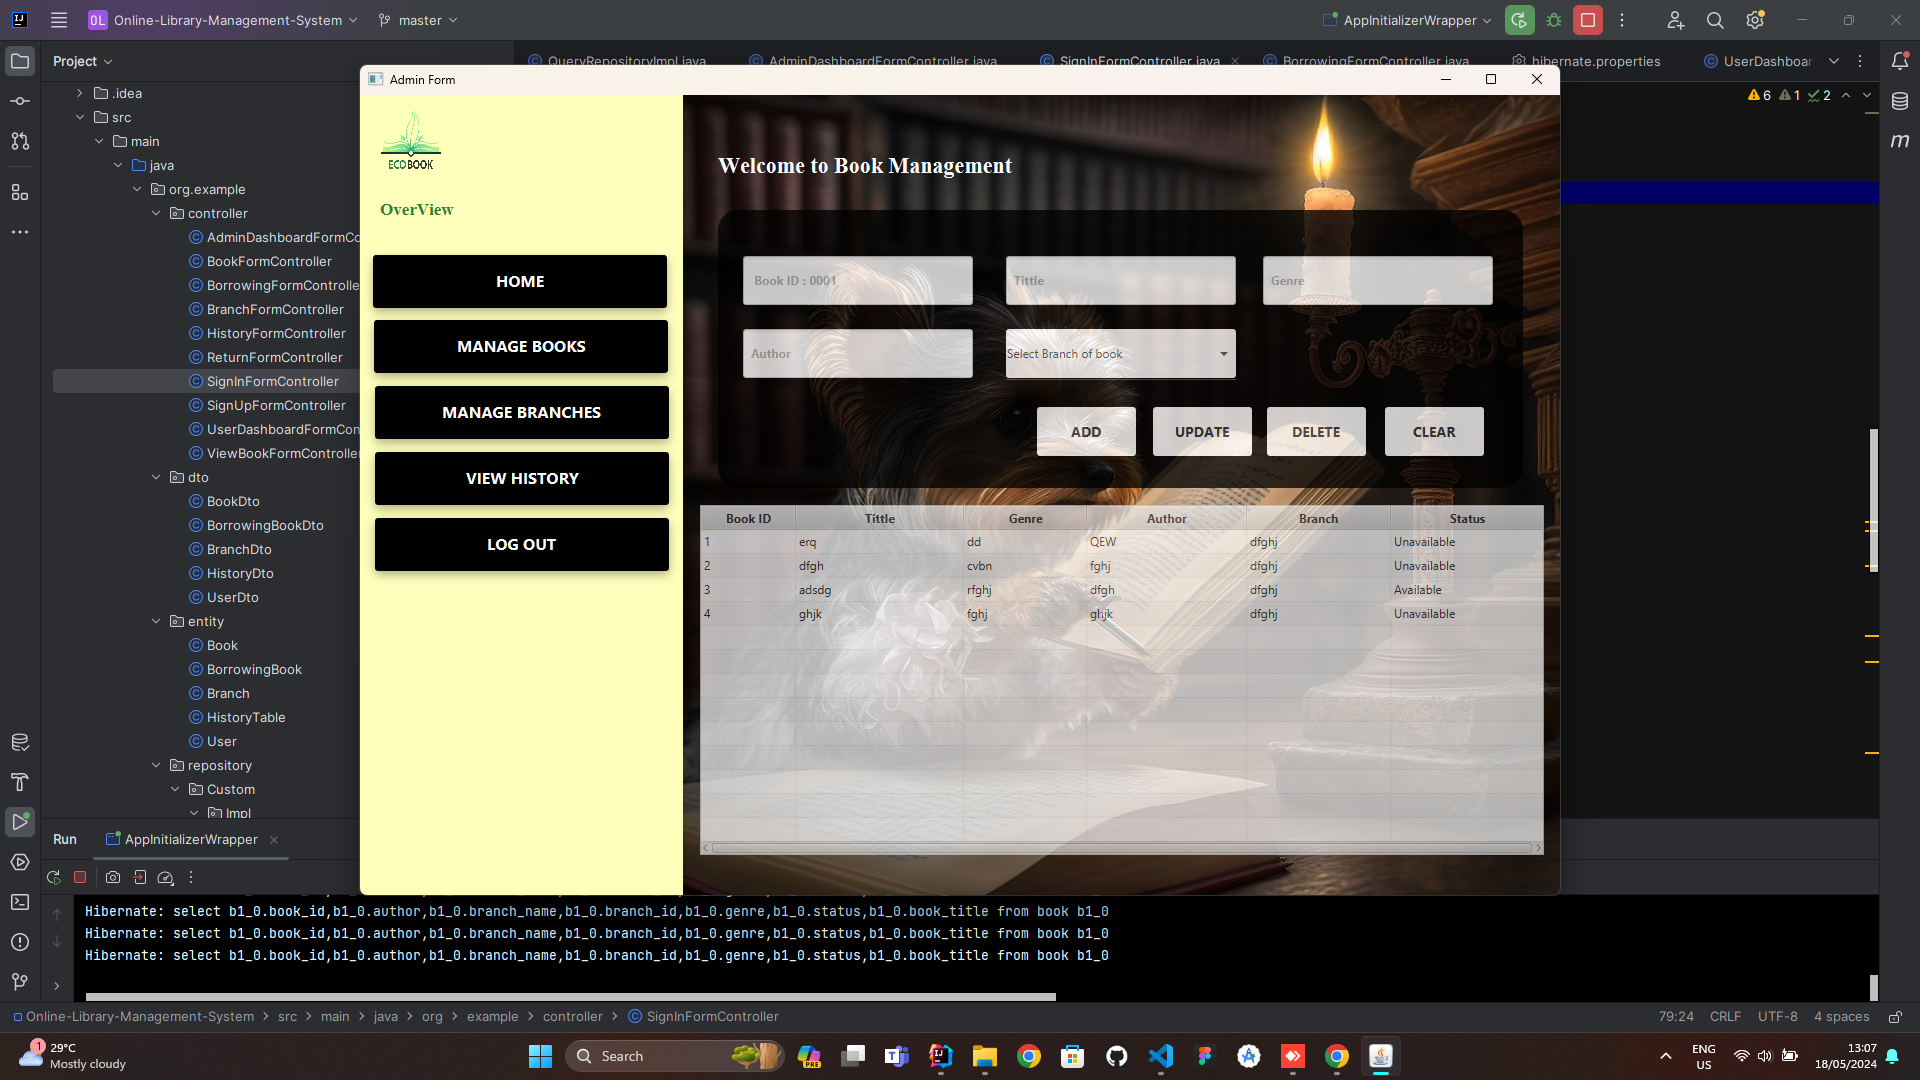 Online-Library-Management-System
master
AppInitializerWrapper
Project
QueryRepositoryImpl.java
AdminDashboardFormController.java
SignInFormController.java
BorrowingFormController.java
hibernate.properties
UserDashboar
6
1
2
.idea
src
main
java
org.example
controller
AdminDashboardFormCo
BookFormController
BorrowingFormControlle
BranchFormController
HistoryFormController
ReturnFormController
SignInFormController
SignUpFormController
UserDashboardFormCon
ViewBookFormController
dto
BookDto
BorrowingBookDto
BranchDto
HistoryDto
UserDto
entity
Book
BorrowingBook
Branch
HistoryTable
User
repository
Custom
Impl
Admin Form
ECOBOOK
OverView
HOME
MANAGE BOOKS
MANAGE BRANCHES
VIEW HISTORY
LOG OUT
Welcome to Book Management
Book ID : 0001
Tittle
Genre
Author
Select Branch of book
ADD
UPDATE
DELETE
CLEAR
Book ID Tittle Genre Author Branch Status
1 erq dd QEW dfghj Unavailable
2 dfgh cvbn fghj dfghj Unavailable
3 adsdg rfghj dfgh dfghj Available
4 ghjk fghj ghjk dfghj Unavailable
Run
AppInitializerWrapper
Hibernate: select b1_0.book_id,b1_0.author,b1_0.branch_name,b1_0.branch_id,b1_0.genre,b1_0.status,b1_0.book_title from book b1_0
Hibernate: select b1_0.book_id,b1_0.author,b1_0.branch_name,b1_0.branch_id,b1_0.genre,b1_0.status,b1_0.book_title from book b1_0
Hibernate: select b1_0.book_id,b1_0.author,b1_0.branch_name,b1_0.branch_id,b1_0.genre,b1_0.status,b1_0.book_title from book b1_0
Online-Library-Management-System > src > main > java > org > example > controller > SignInFormController
79:24 CRLF UTF-8 4 spaces
1
29°C
Mostly cloudy
Search
PRE
ENG
US
13:07
18/05/2024